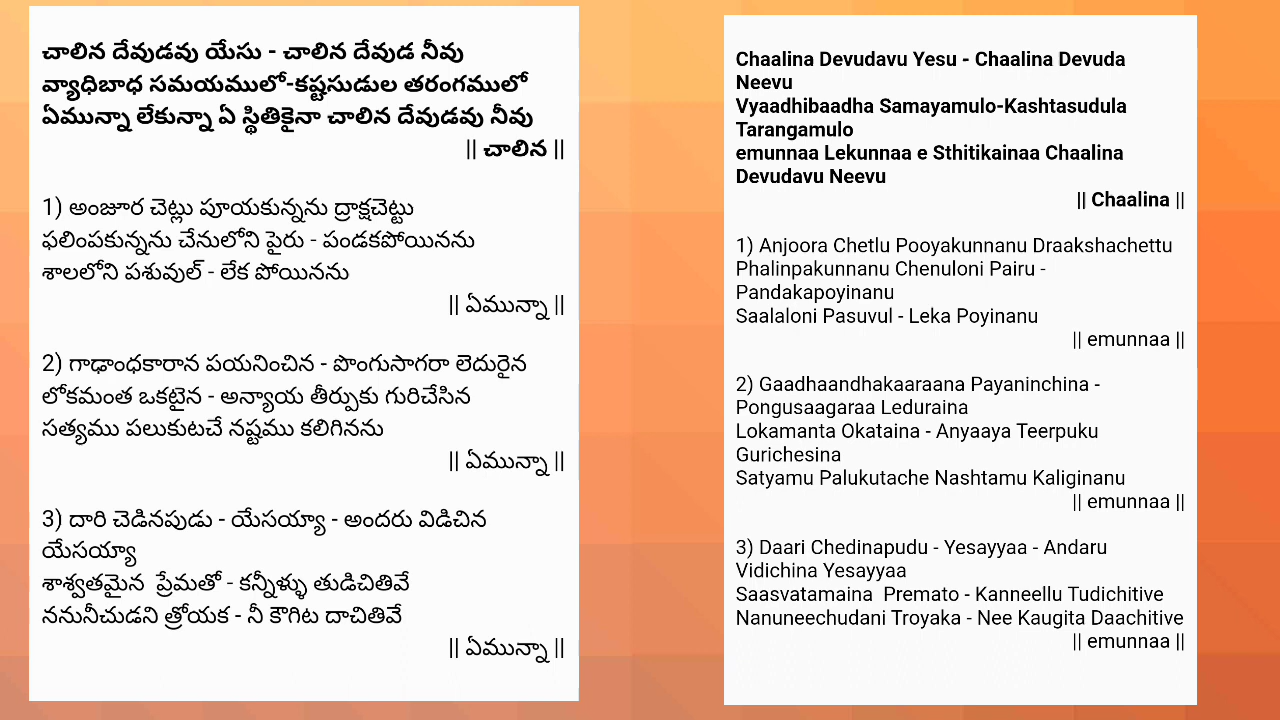 చాలిన దేవుడవు యేసు - చాలిన దేవుడ నీవు
వ్యాధిబాధ సమయములో-కష్టసుడుల తరంగములో
ఏమున్నా లేకున్నా ఏ స్థితికైనా చాలిన దేవుడవు నీవు
|| చాలిన ||
1) అంజూర చెట్లు పూయకున్నను ద్రాక్షచెట్టు
ఫలింపకున్నను చేనులోని పైరు - పండకపోయినను
శాలలోని పశువుల్ - లేక పోయినను
|| ఏమున్నా ||
2) గాఢాంధకారాన పయనించిన - పొంగుసాగరా లెదురైన
లోకమంత ఒకటైన - అన్యాయ తీర్పుకు గురిచేసిన
సత్యము పలుకుటచే నష్టము కలిగినను
|| ఏమున్నా ||
3) దారి చెడినపుడు - యేసయ్యా - అందరు విడిచిన
యేసయ్యా
శాశ్వతమైన  ప్రేమతో - కన్నీళ్ళు తుడిచితివే
ననునీచుడని త్రోయక - నీ కౌగిట దాచితివే
|| ఏమున్నా ||
Chaalina Devudavu Yesu - Chaalina Devuda
Neevu
Vyaadhibaadha Samayamulo-Kashtasudula
Tarangamulo
emunnaa Lekunnaa e Sthitikainaa Chaalina
Devudavu Neevu
|| Chaalina ||
1) Anjoora Chetlu Pooyakunnanu Draakshachettu
Phalinpakunnanu Chenuloni Pairu -
Pandakapoyinanu
Saalaloni Pasuvul - Leka Poyinanu
|| emunnaa ||
2) Gaadhaandhakaaraana Payaninchina -
Pongusaagaraa Leduraina
Lokamanta Okataina - Anyaaya Teerpuku
Gurichesina
Satyamu Palukutache Nashtamu Kaliginanu
|| emunnaa ||
3) Daari Chedinapudu - Yesayyaa - Andaru
Vidichina Yesayyaa
Saasvatamaina  Premato - Kanneellu Tudichitive
Nanuneechudani Troyaka - Nee Kaugita Daachitive
|| emunnaa ||